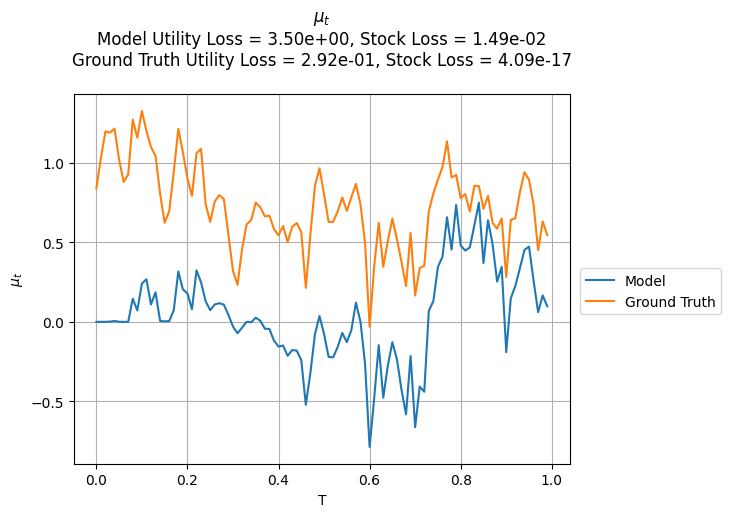 μₜ
Model Utility Loss = 3.50e+00, Stock Loss = 1.49e-02
Ground Truth Utility Loss = 2.92e-01, Stock Loss = 4.09e-17
1.0
0.5
0.0
−0.5
μₜ
0.0 0.2 0.4 0.6 0.8 1.0
T
Model
Ground Truth